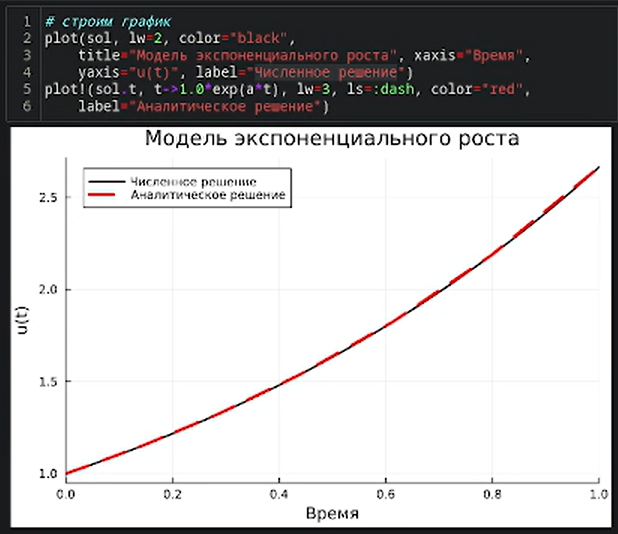 1 # строим график
2 plot(sol, lw=2, color="black",
3 title="Модель экспоненциального роста", xaxis="Время",
4 yaxis="u(t)", label="Численное решение")
5 plot!(sol.t, t->1.0*exp(a*t), lw=3, ls=:dash, color="red",
6 label="Аналитическое решение")
Модель экспоненциального роста
Численное решение
Аналитическое решение
2.5
2.0
u(t)
1.5
1.0
0.0 0.2 0.4 0.6 0.8 1.0
Время